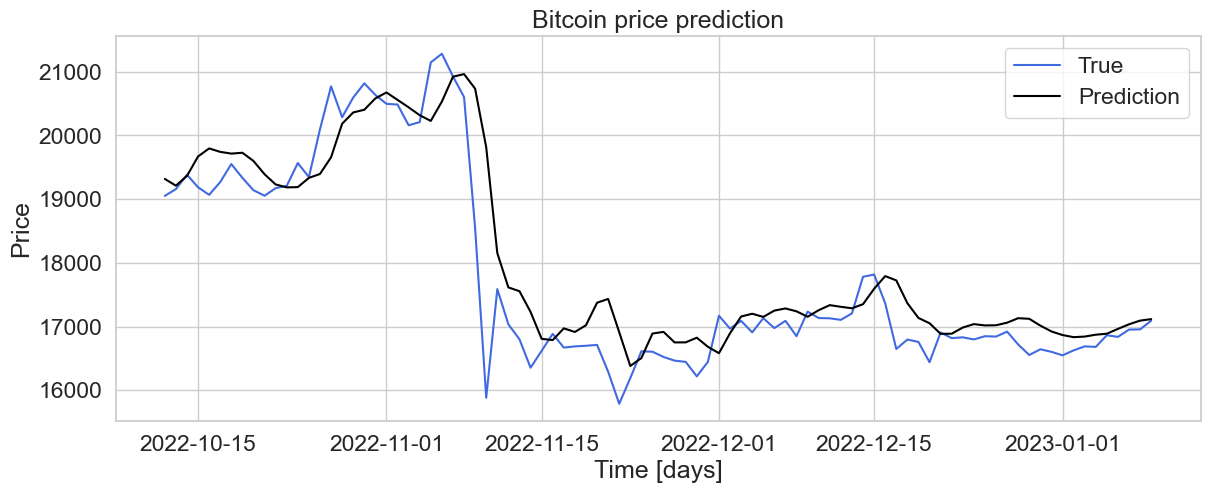 Bitcoin price prediction
True
Prediction
21000
20000
19000
18000
17000
16000
Price
2022-10-15
2022-11-01
2022-11-15
2022-12-01
2022-12-15
2023-01-01
Time [days]